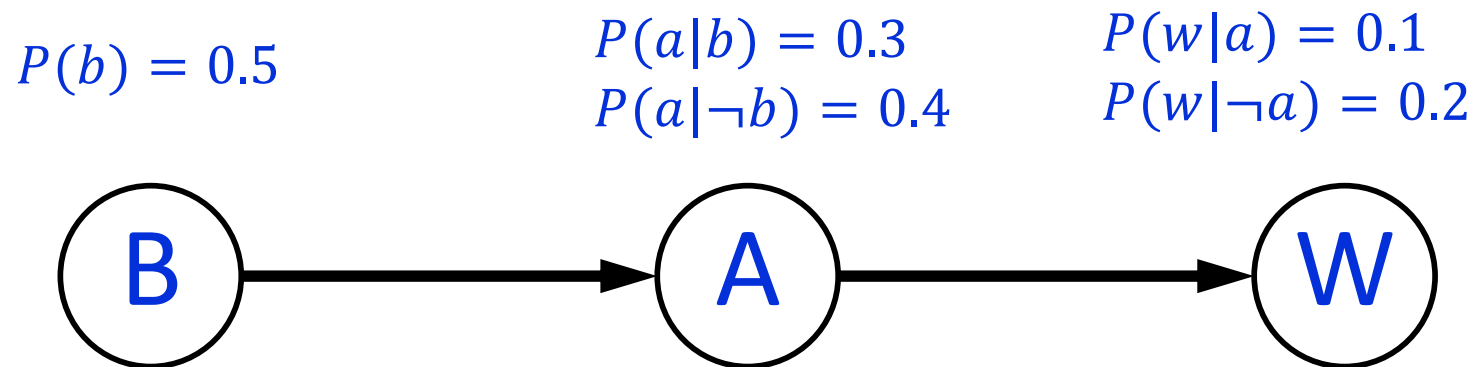 P(b) = 0.5
P(a|b) = 0.3
P(a|¬b) = 0.4
P(w|a) = 0.1
P(w|¬a) = 0.2
B
A
W